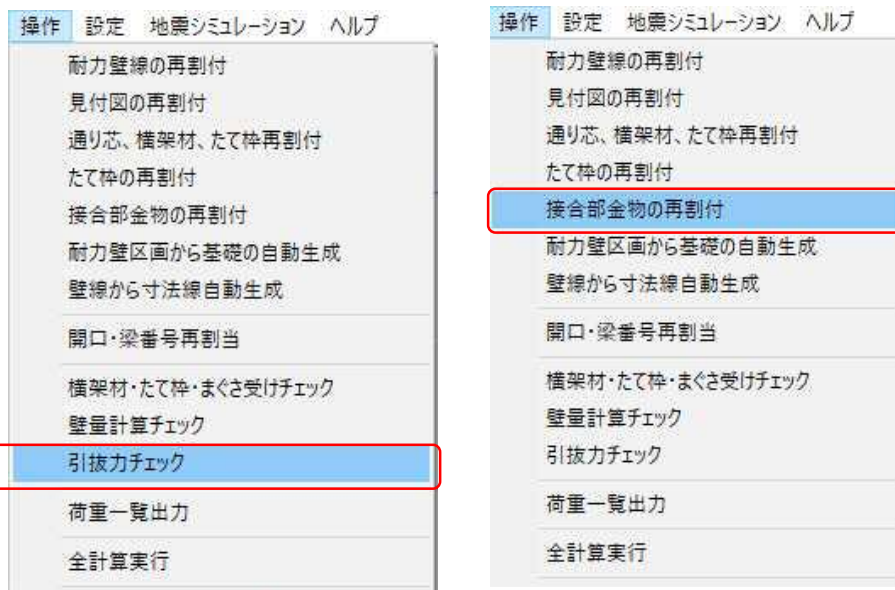 操作 設定 地震シミュレーション ヘルプ
耐力壁線の再割付
見付図の再割付
通り芯、横架材、たて枠再割付
たて枠の再割付
接合部金物の再割付
耐力壁区画から基礎の自動生成
壁線から寸法線自動生成
開口・梁番号再割当
横架材・たて枠・まぐさ受けチェック
壁量計算チェック
引抜力チェック
荷重一覧出力
全計算実行
操作 設定 地震シミュレーション ヘルプ
耐力壁線の再割付
見付図の再割付
通り芯、横架材、たて枠再割付
たて枠の再割付
接合部金物の再割付
耐力壁区画から基礎の自動生成
壁線から寸法線自動生成
開口・梁番号再割当
横架材・たて枠・まぐさ受けチェック
壁量計算チェック
引抜力チェック
荷重一覧出力
全計算実行